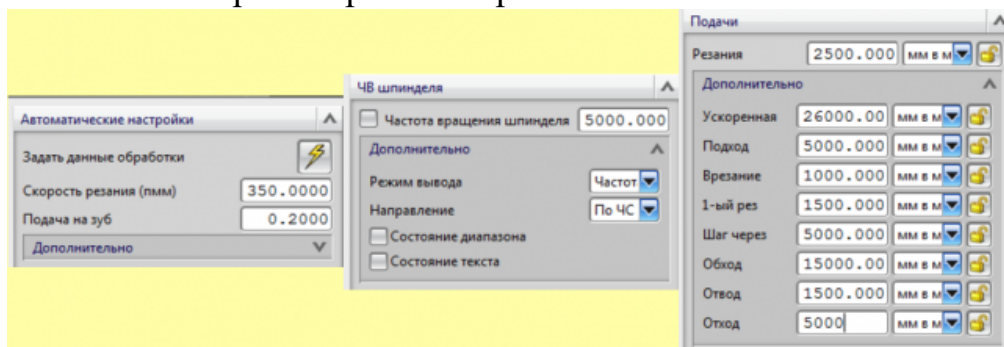 Автоматические настройки
Задать данные обработки
Скорость резания (пмм) 350.0000
Подача на зуб 0.2000
Дополнительно
ЧВ шпинделя
Частота вращения шпинделя 5000.000
Дополнительно
Режим вывода Частот
Направление По ЧС
Состояние диапазона
Состояние текста
Подачи
Резания 2500.000 мм в м
Дополнительно
Ускоренная 26000.00 мм в м
Подход 5000.000 мм в м
Врезание 1000.000 мм в м
1-ый рез 1500.000 мм в м
Шаг через 5000.000 мм в м
Обход 15000.00 мм в м
Отвод 1500.000 мм в м
Отход 5000 мм в м